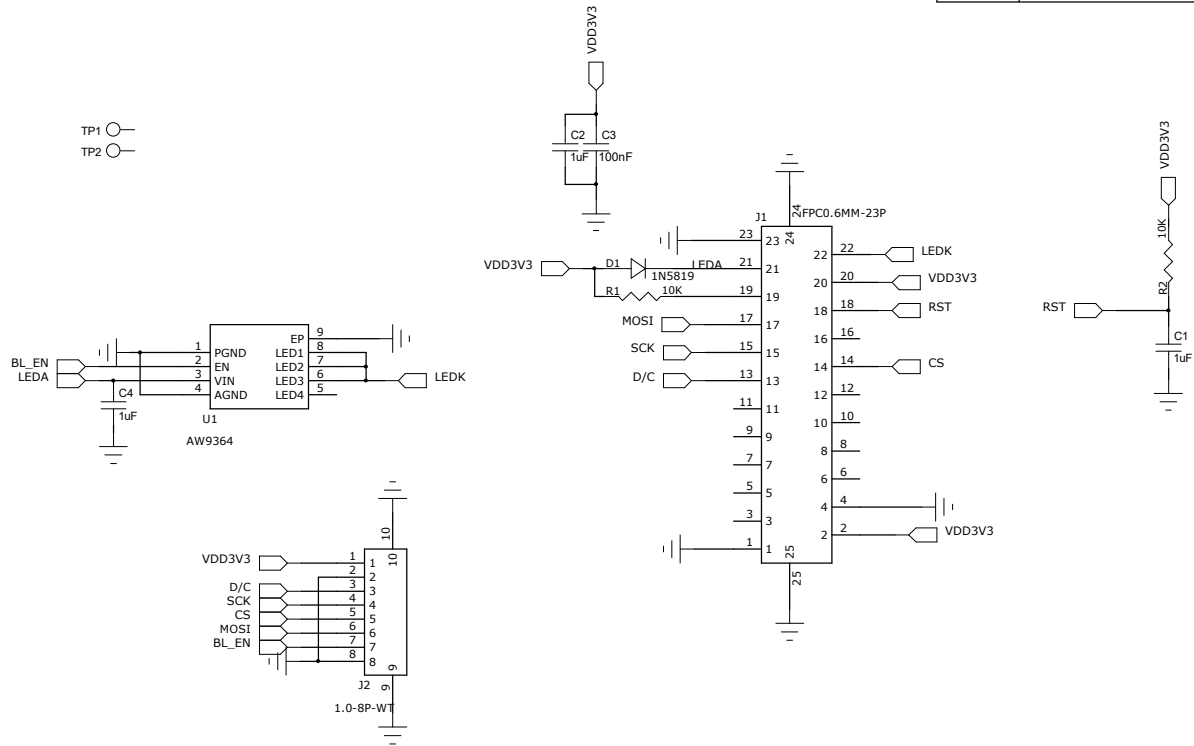 VDD3V3
TP1
TP2
C2
C3
1uF
100nF
VDD3V3
10K
R2
RST
C1
1uF
24
24
J1
FPC0.6MM-23P
23
23
22
22
LEDK
VDD3V3
D1
1N5819
LEDA
21
21
20
20
VDD3V3
R1
10K
19
19
18
18
RST
MOSI
17
17
16
16
SCK
15
15
14
14
CS
D/C
13
13
12
12
11
11
10
10
9
9
8
8
7
7
6
6
5
5
4
4
3
3
2
2
VDD3V3
1
1
25
25
EP
9
1
PGND
LED1
8
BL_EN
2
EN
LED2
7
LEDA
3
VIN
LED3
6
LEDK
4
AGND
LED4
5
C4
1uF
U1
AW9364
10
10
VDD3V3
1
1
2
2
D/C
3
3
SCK
4
4
CS
5
5
MOSI
6
6
BL_EN
7
7
8
8
9
9
J2
1.0-8P-WT